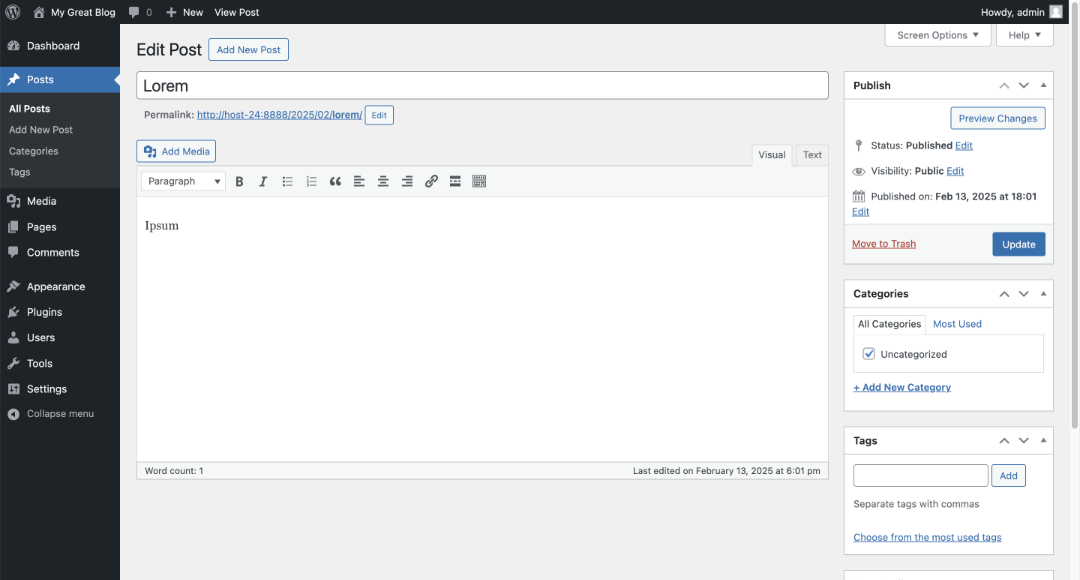 My Great Blog 0 New View Post Howdy, admin
Dashboard
Posts
All Posts
Add New Post
Categories
Tags
Media
Pages
Comments
Appearance
Plugins
Users
Tools
Settings
Collapse menu
Screen Options Help
Edit Post Add New Post
Lorem
Permalink: http://host-24:8888/2025/02/lorem/ Edit
Add Media
Visual Text
Paragraph B I
Ipsum
Word count: 1 Last edited on February 13, 2025 at 6:01 pm
Publish
Preview Changes
Status: Published Edit
Visibility: Public Edit
Published on: Feb 13, 2025 at 18:01
Edit
Move to Trash Update
Categories
All Categories Most Used
Uncategorized
+ Add New Category
Tags
Add
Separate tags with commas
Choose from the most used tags